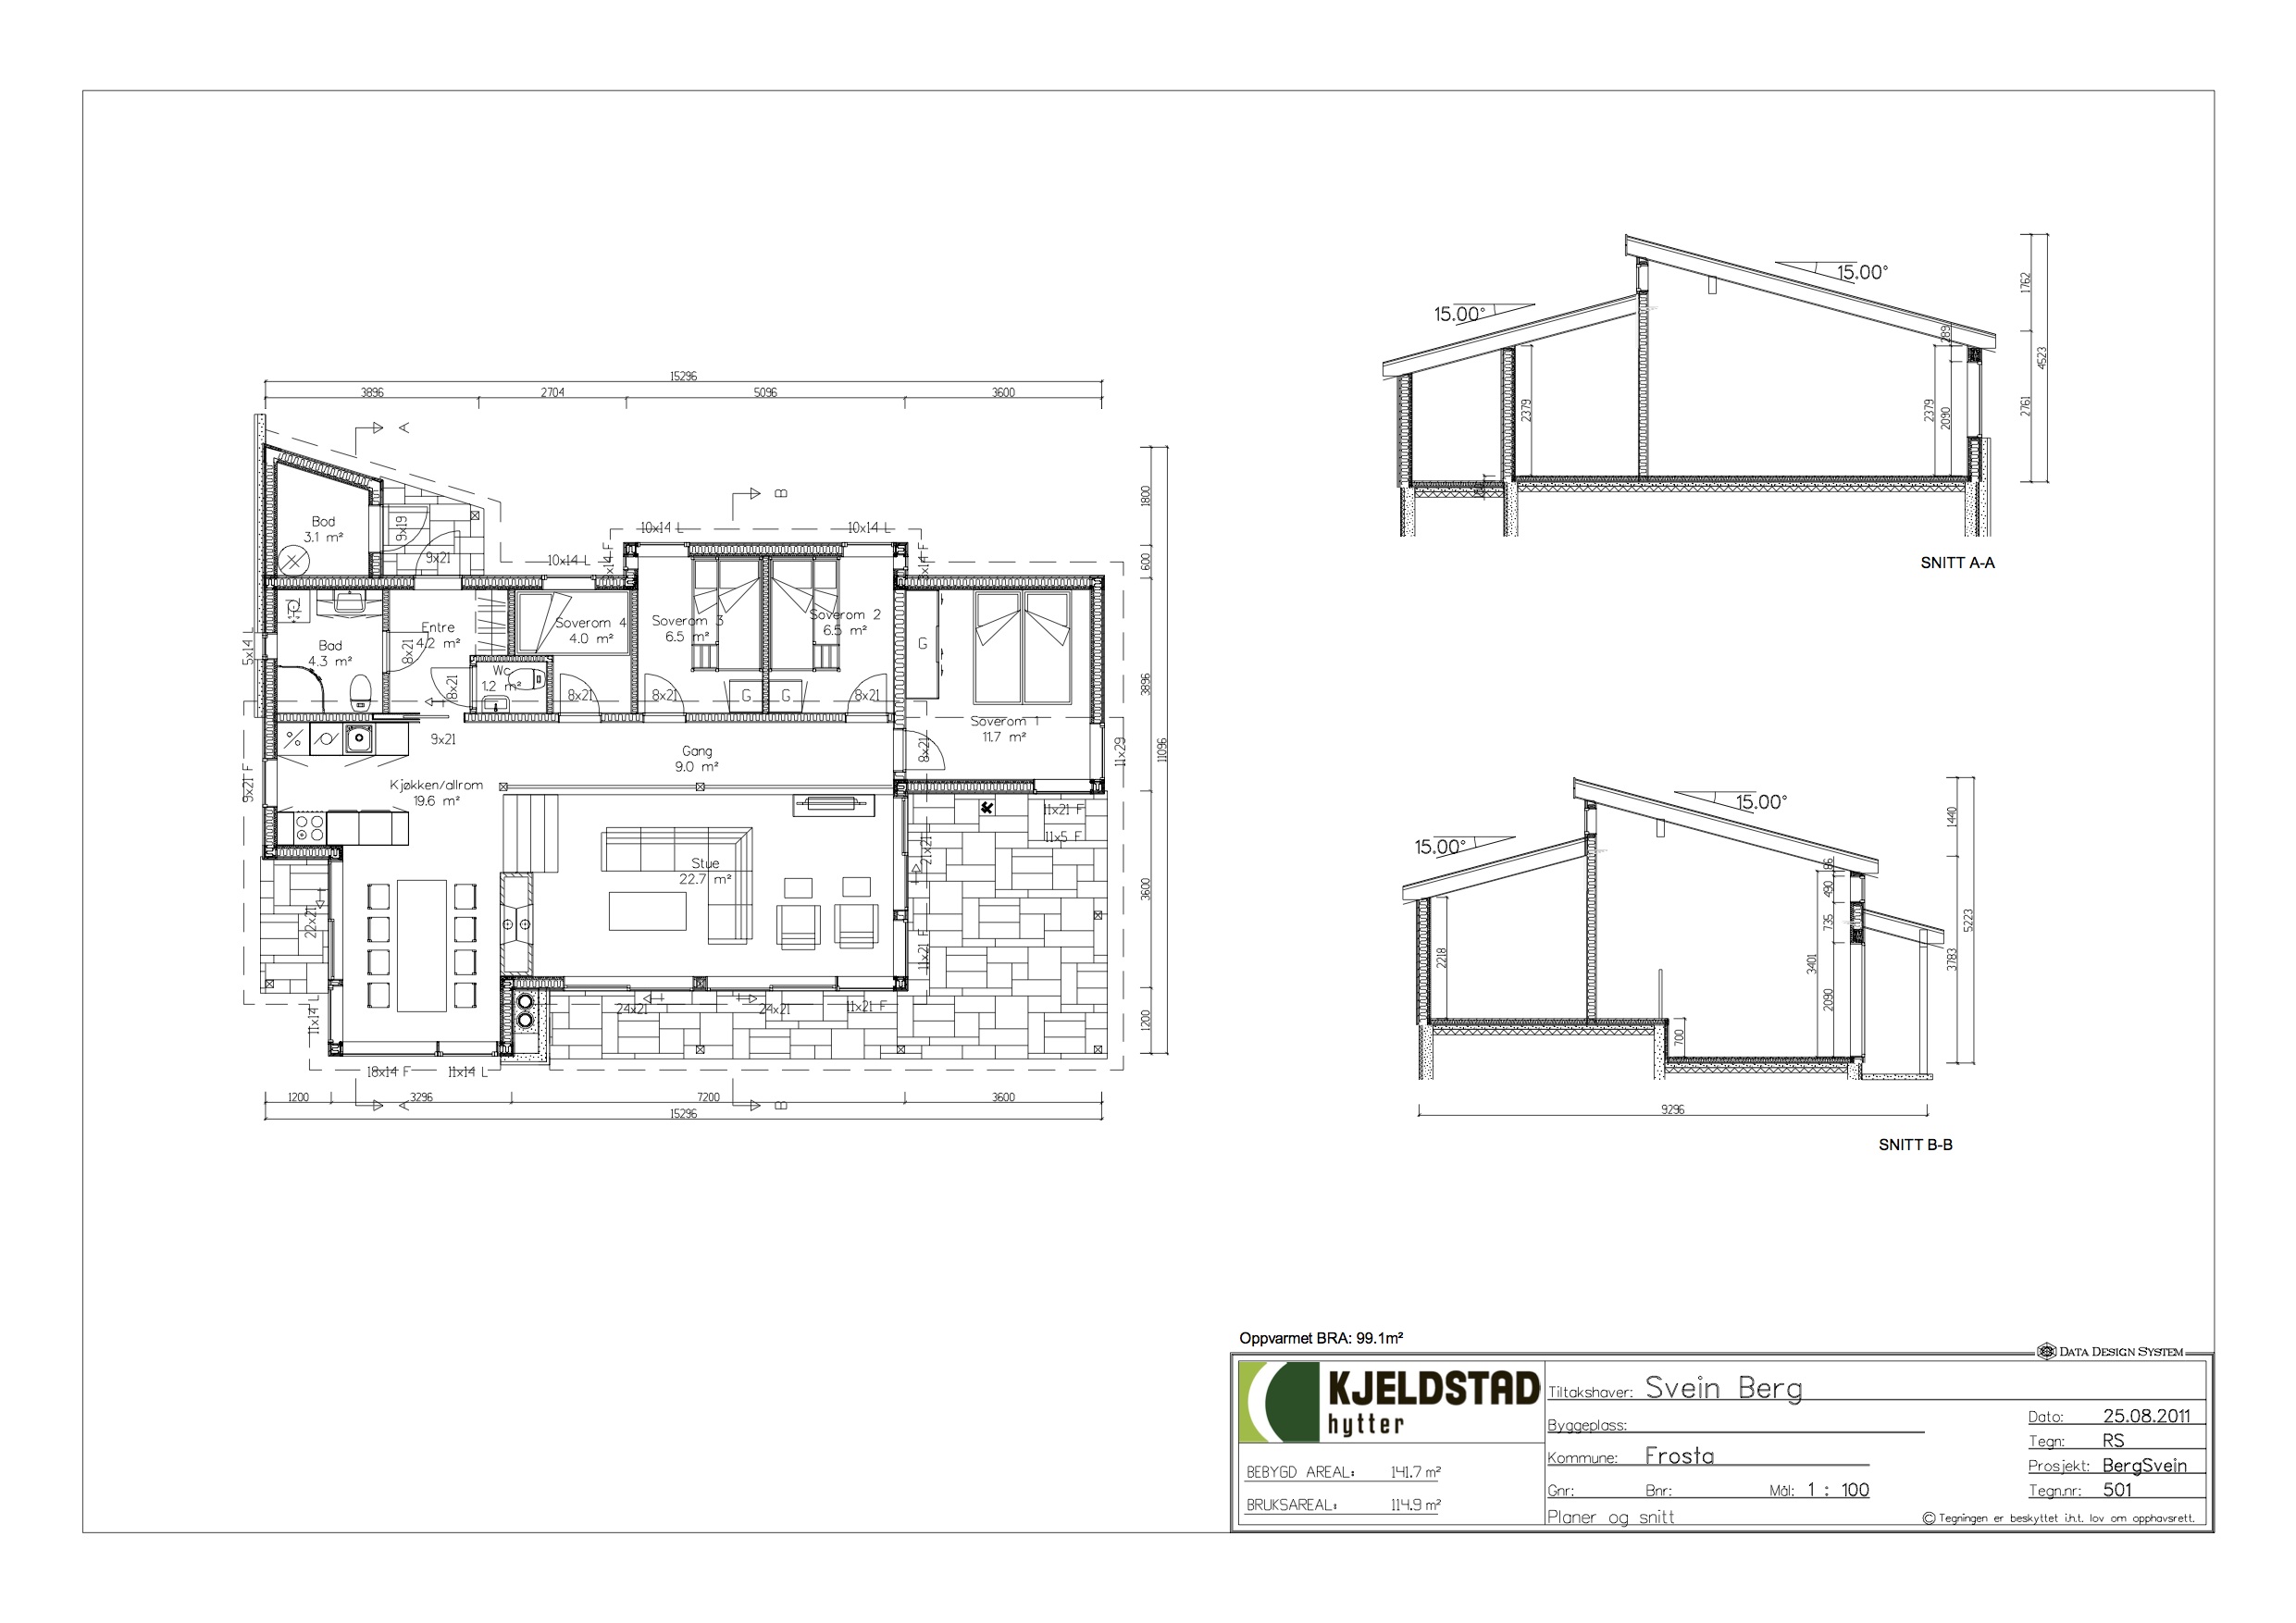 15296
3896 2704 5096 3600
A
B
1800
600
3896
11096
3600
1200
Bod
3.1 m²
9x19
9x21
10x14 L
10x14 L
10x14 L
5x14
Bad
4.3 m²
8x21
Entre
4.2 m²
8x21
Wc
1.2 m²
Soverom 4
4.0 m²
8x21
Soverom 3
6.5 m²
8x21
G
G
Soverom 2
6.5 m²
8x21
G
Soverom 1
11.7 m²
8x21
11x29
9x21
Gang
9.0 m²
9x21 F
Kjøkken/allrom
19.6 m²
11x21 F
11x5 F
21x21
Stue
22.7 m²
22x21
11x21 F
24x21
24x21
11x21 F
11x14
18x14 F
11x14 L
1200 3296 7200 3600
A
B
15296
15.00°
15.00°
2379
2379
2090
289
1762
2761
4523
SNITT A-A
15.00°
15.00°
2218
700
3401
86
490
735
2090
1440
3783
5223
9296
SNITT B-B
Oppvarmet BRA: 99.1m²
DATA DESIGN SYSTEM
KJELDSTAD
hytter
BEBYGD AREAL: 141.7 m²
BRUKSAREAL: 114.9 m²
Tiltakshaver: Svein Berg
Byggeplass:
Kommune: Frosta
Gnr: Bnr: Mål: 1 : 100
Planer og snitt
Dato: 25.08.2011
Tegn: RS
Prosjekt: BergSvein
Tegn.nr: 501
© Tegningen er beskyttet i.h.t. lov om opphavsrett.